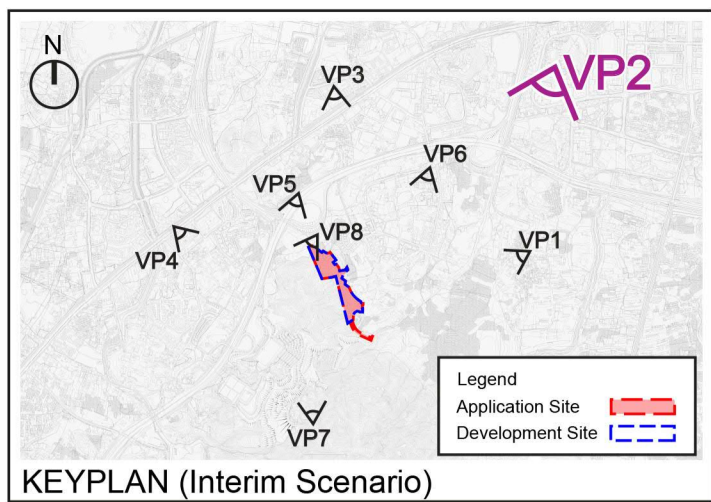 N
VP3
VP2
VP6
VP5
VP8
VP4
VP1
VP7
Legend
Application Site
Development Site
KEYPLAN (Interim Scenario)